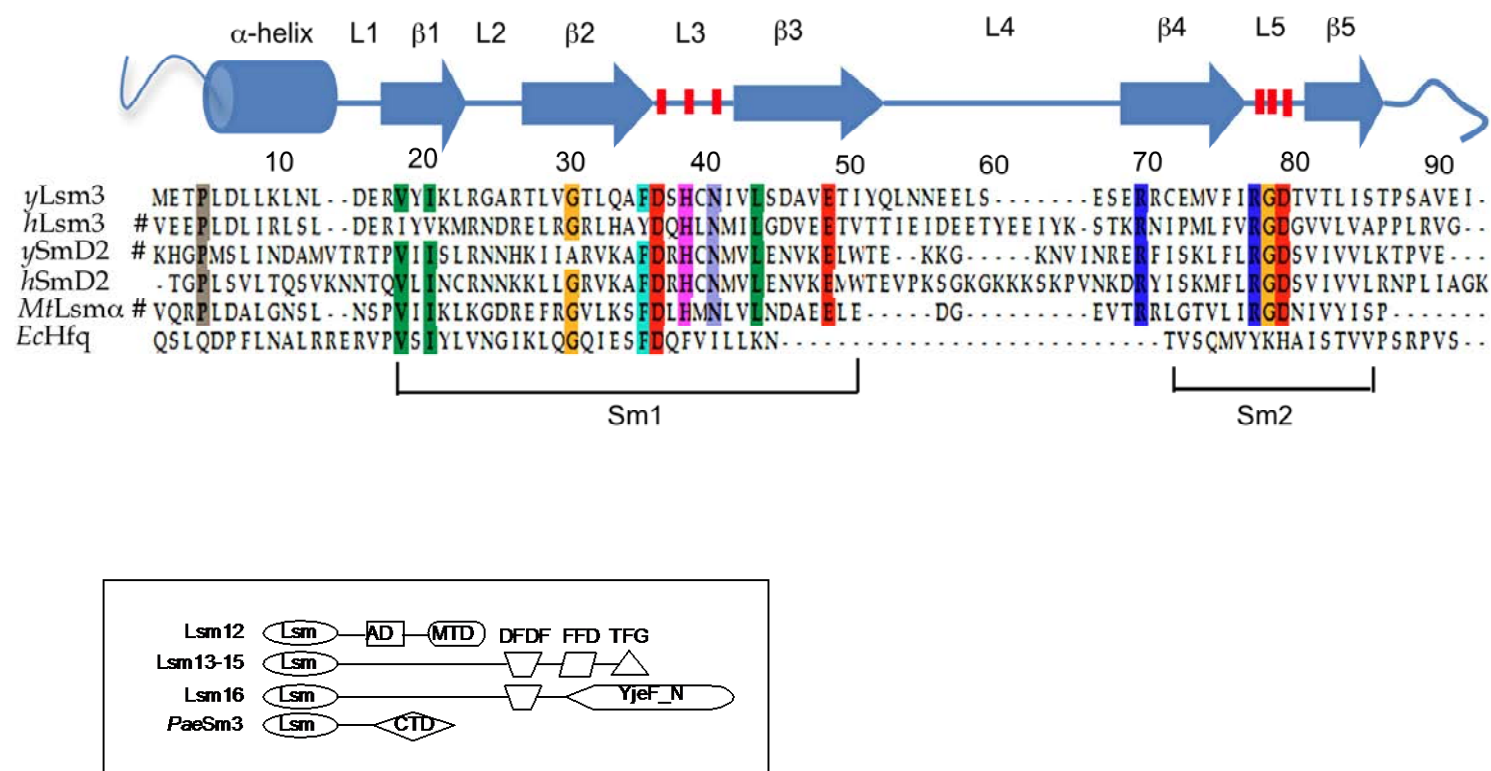 α-helix L1 β1 L2 β2 L3 β3 L4 β4 L5 β5
10 20 30 40 50 60 70 80 90
yLsm3 METPLDLLKLNL--DERVYIKLRGARTLVGTLQAFDSHCNIVLSDAVETIYQLNNEELS-------ESERRCEMVFIRGDTVTLISTPSAVEI-
hLsm3 # VEEPLDLIRLSL--DERIYVKMRNDRELRGRLHAYDQHLNMILGDVEETVTTIEIDEETYEEIYK-STKRNIPMLFVRGDGVVLVAPPLRVG--
ySmD2 # KHGPMSLINDAMVTRTPVIISLRNNHKIIARVKAFDRHCNMVLENVKELWTE--KKG-----KNVINRERFISKLFLRGDSVIVVLKTPVE---
hSmD2 -TGPLSVLTQSVKNNTQVLINCRNNKKLLGRVKAFDRHCNMVLENVKEMWTEVPKSGKGKKKSKPVNKDRYISKMFLRGDSVIVVLRNPLIAGK
MtLsmα # VQRPLDALGNSL--NSPVIIKLKGDREFRGVLKSFDLHMNLVLNDAEELE-----DG---------EVTRRLGTVLIRGDNIVYISP-------
EcHfq QSLQDPFLNALRRERVPVSIYLVNGIKLQGQIESFDQFVILLKN---------------------------TVSQMVYKHAISTVVPSRPVS--
Sm1 Sm2
Lsm12 Lsm AD MTD DFDF FFD TFG
Lsm13-15 Lsm
Lsm16 Lsm YjeF_N
PaeSm3 Lsm CTD